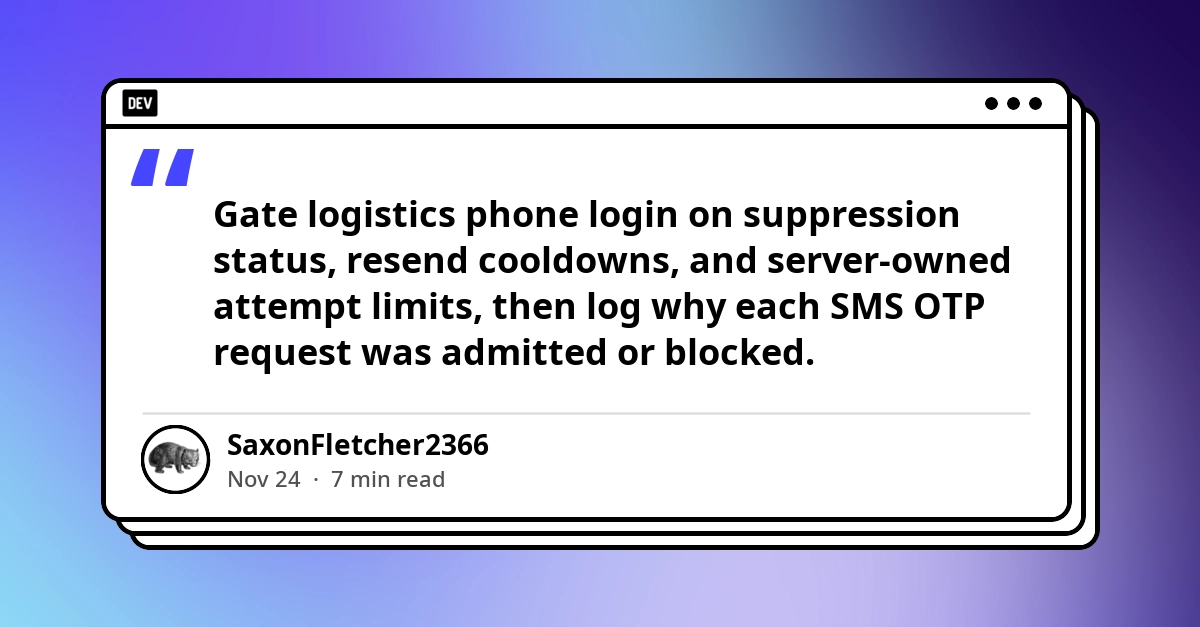 DEV
Gate logistics phone login on suppression
status, resend cooldowns, and server-owned
attempt limits, then log why each SMS OTP
request was admitted or blocked.
SaxonFletcher2366
Nov 24 · 7 min read